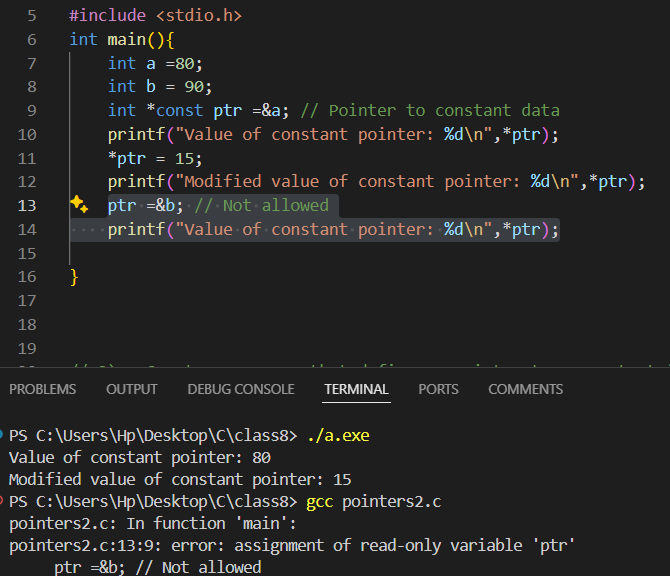 5 #include <stdio.h>
6 int main(){
7 int a =80;
8 int b = 90;
9 int *const ptr =&a; // Pointer to constant data
10 printf("Value of constant pointer: %d\n",*ptr);
11 *ptr = 15;
12 printf("Modified value of constant pointer: %d\n",*ptr);
13 ptr =&b; // Not allowed
14 printf("Value of constant pointer: %d\n",*ptr);
15
16 }
17
18
19
PROBLEMS OUTPUT DEBUG CONSOLE TERMINAL PORTS COMMENTS
PS C:\Users\Hp\Desktop\C\class8> ./a.exe
Value of constant pointer: 80
Modified value of constant pointer: 15
PS C:\Users\Hp\Desktop\C\class8> gcc pointers2.c
pointers2.c: In function 'main':
pointers2.c:13:9: error: assignment of read-only variable 'ptr'
ptr =&b; // Not allowed